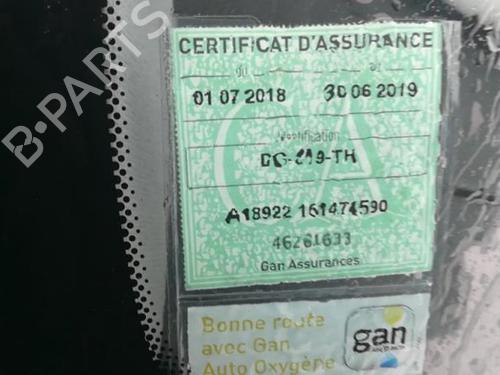 B-PARTS
CERTIFICAT D'ASSURANCE
du au
01 07 2018 30 06 2019
Identification
A18922 161474590
46261633
Gan Assurances
Bonne route
avec Gan
Auto Oxygène
gan